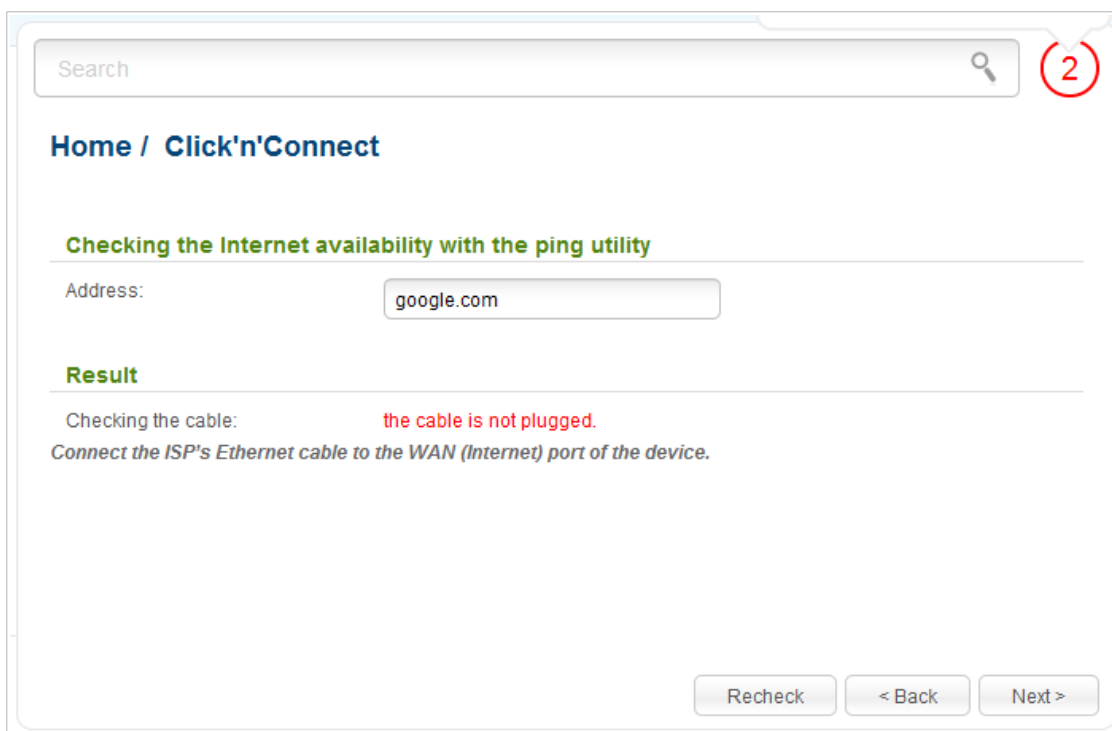 Search
2
Home / Click'n'Connect
Checking the Internet availability with the ping utility
Address: google.com
Result
Checking the cable: the cable is not plugged.
Connect the ISP's Ethernet cable to the WAN (Internet) port of the device.
Recheck < Back Next >